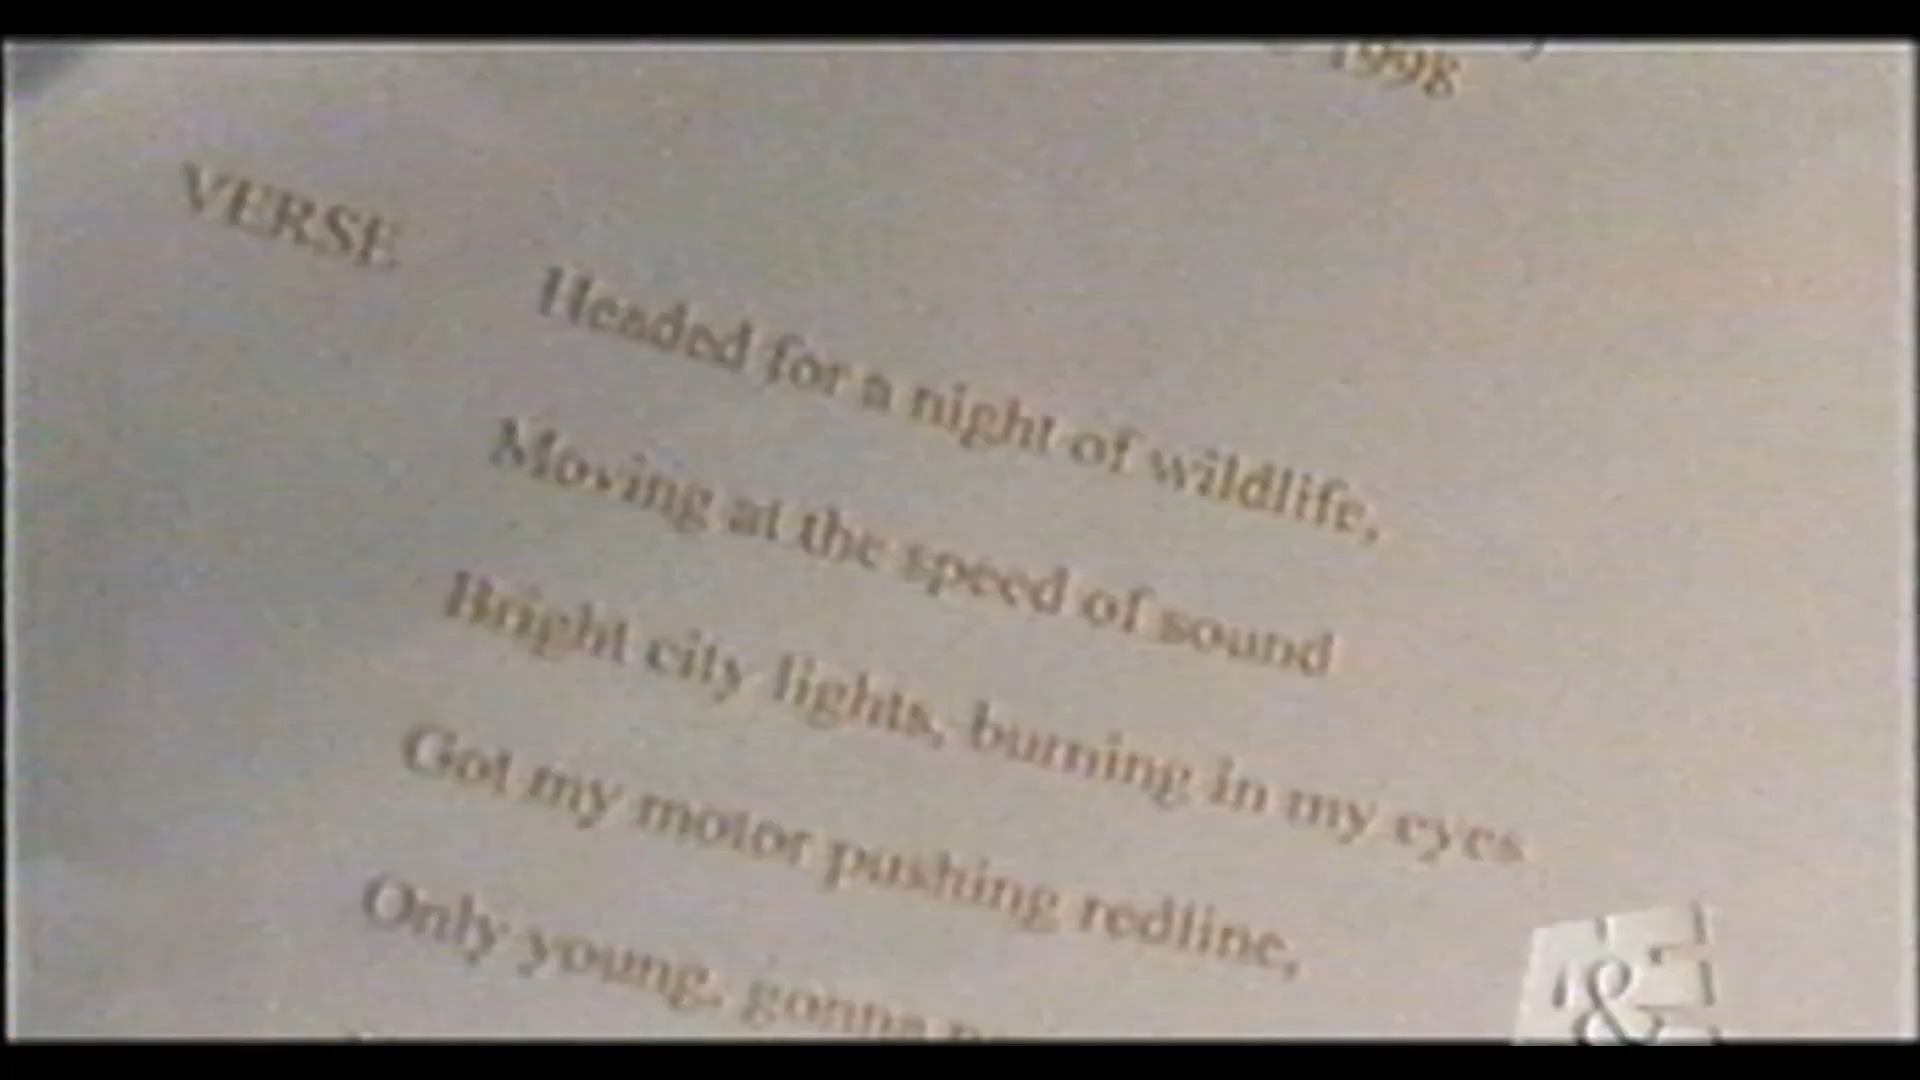 1998
VERSE
Headed for a night of wildlife,
Moving at the speed of sound
Bright city lights, burning in my eyes
Got my motor pushing redline,
Only young, gonna
&